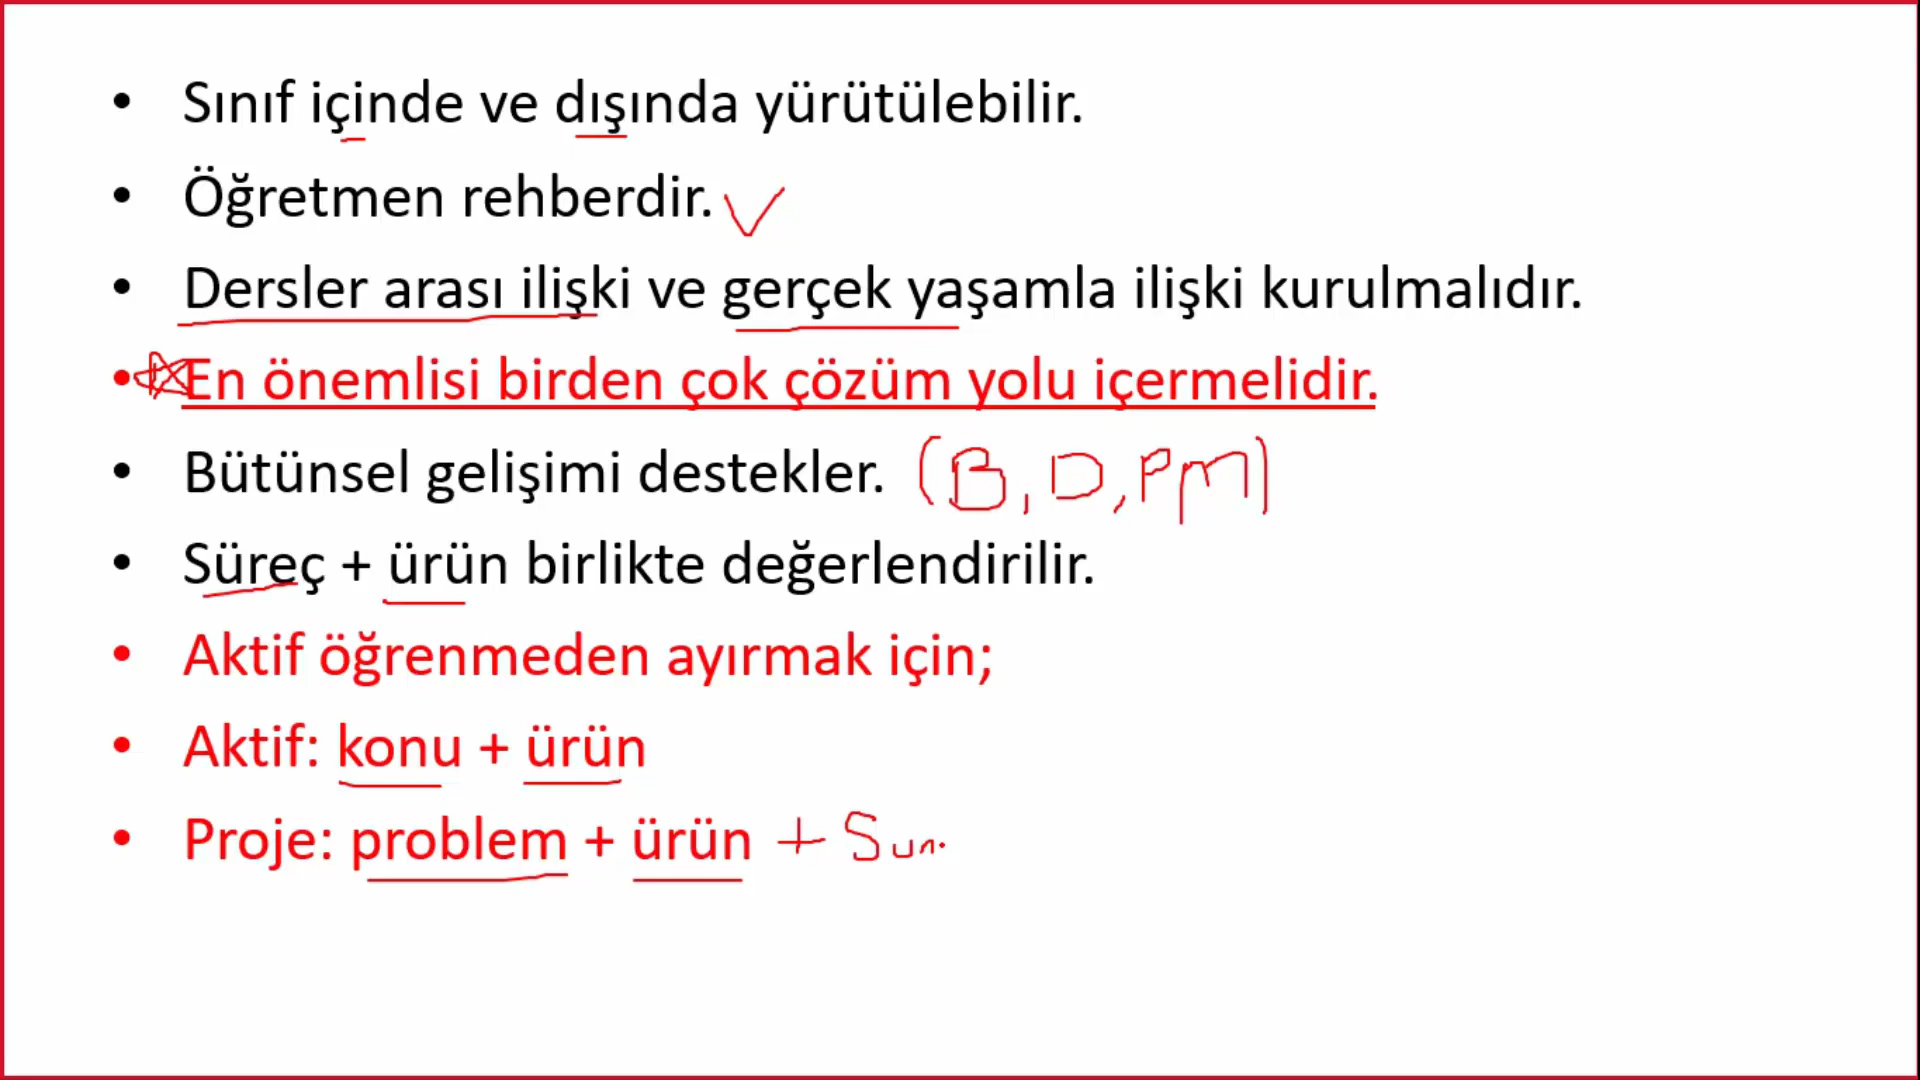 • Sınıf içinde ve dışında yürütülebilir.
• Öğretmen rehberdir.
• Dersler arası ilişki ve gerçek yaşamla ilişki kurulmalıdır.
• En önemlisi birden çok çözüm yolu içermelidir.
• Bütünsel gelişimi destekler. (B, D, PM)
• Süreç + ürün birlikte değerlendirilir.
• Aktif öğrenmeden ayırmak için;
• Aktif: konu + ürün
• Proje: problem + ürün + Sun.